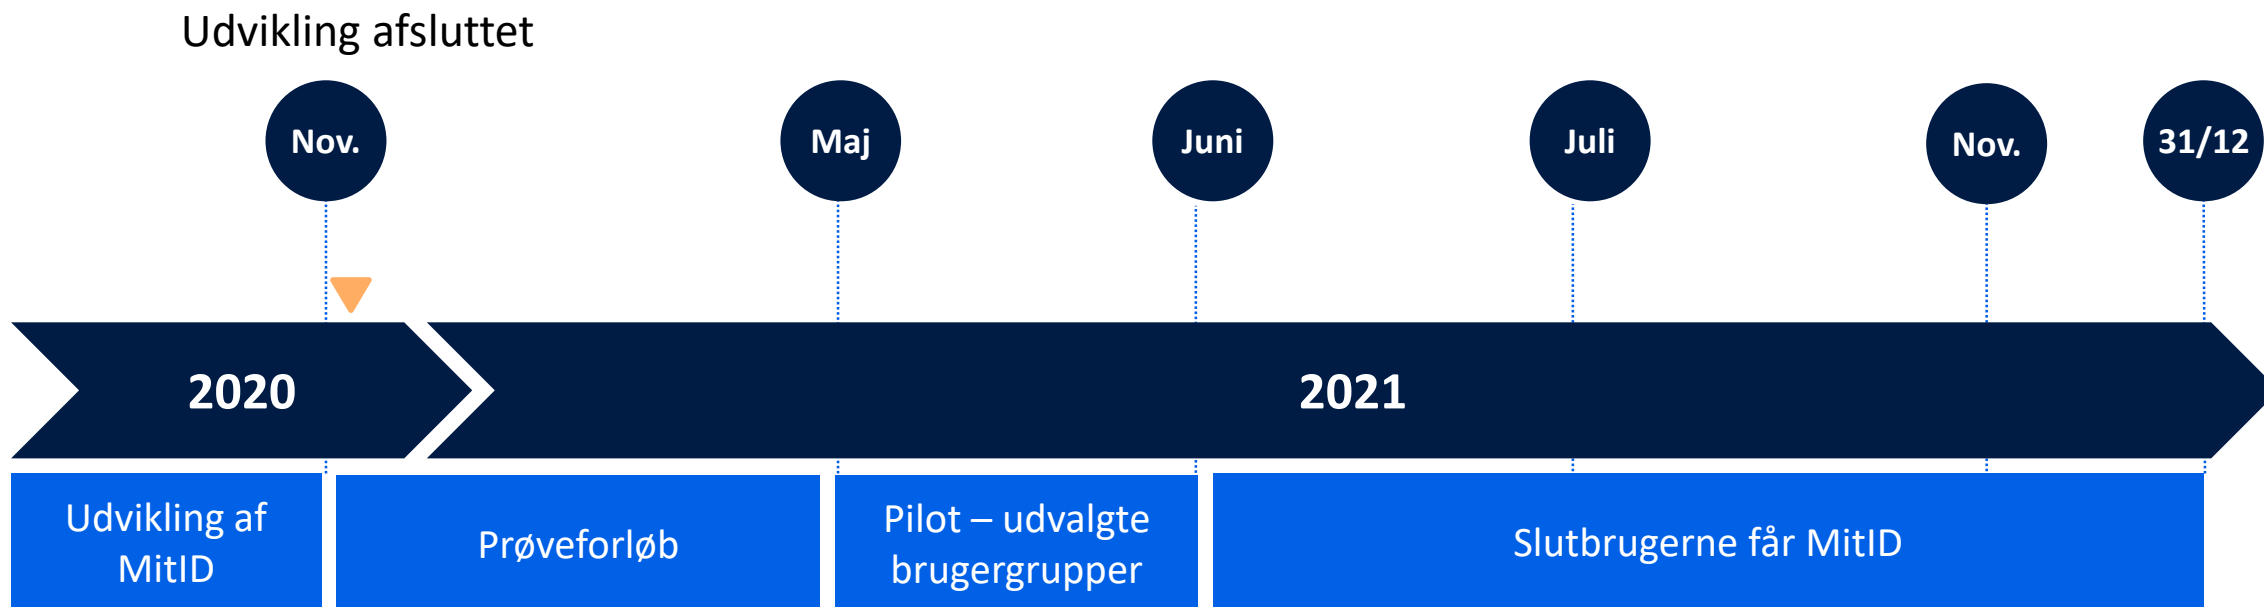 Udvikling afsluttet
Nov.
Maj
Juni
Juli
Nov.
31/12
2020
2021
Udvikling af
MitID
Prøveforløb
Pilot – udvalgte
brugergrupper
Slutbrugerne får MitID